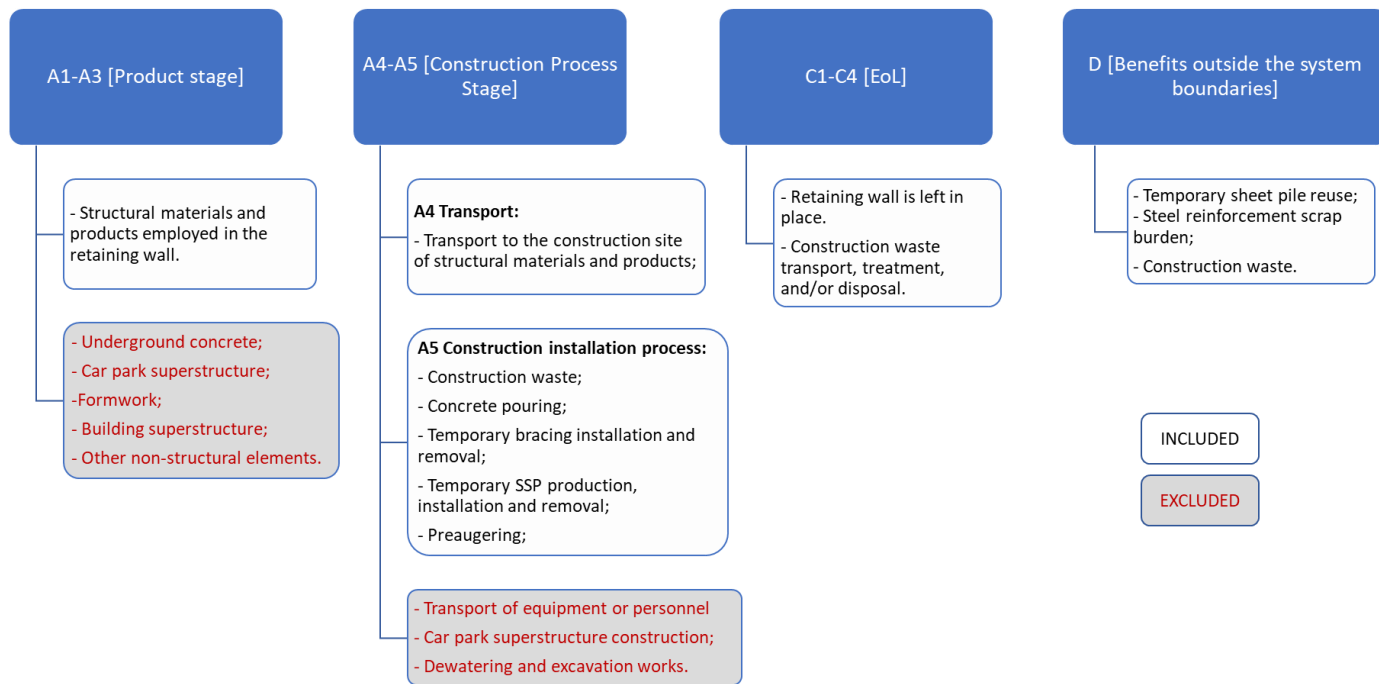 A1-A3 [Product stage]
- Structural materials and
products employed in the
retaining wall.
- Underground concrete;
- Car park superstructure;
-Formwork;
- Building superstructure;
- Other non-structural elements.
A4-A5 [Construction Process
Stage]
A4 Transport:
- Transport to the construction site
of structural materials and products;
A5 Construction installation process:
- Construction waste;
- Concrete pouring;
- Temporary bracing installation and
removal;
- Temporary SSP production,
installation and removal;
- Preaugering;
- Transport of equipment or personnel
- Car park superstructure construction;
- Dewatering and excavation works.
C1-C4 [EoL]
- Retaining wall is left in
place.
- Construction waste
transport, treatment,
and/or disposal.
D [Benefits outside the system
boundaries]
- Temporary sheet pile reuse;
- Steel reinforcement scrap
burden;
- Construction waste.
INCLUDED
EXCLUDED